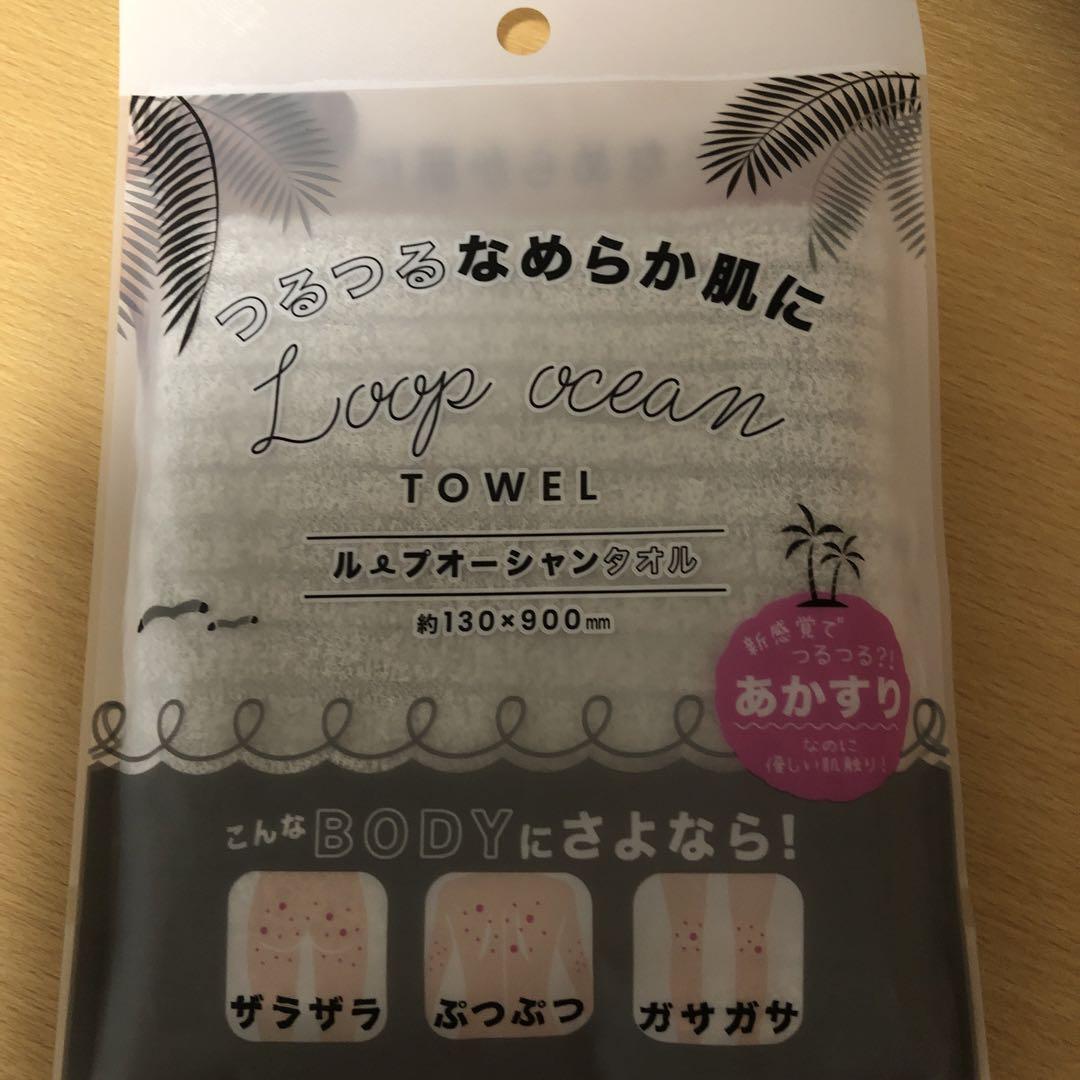 つるつるなめらか肌に
Loop ocean
TOWEL
ループオーシャンタオル
約130×900mm
新感覚で
つるつる?!
あかすり
なのに
優しい肌触り!
こんなBODYにさよなら!
ザラザラ
ぷつぷつ
ガサガサ